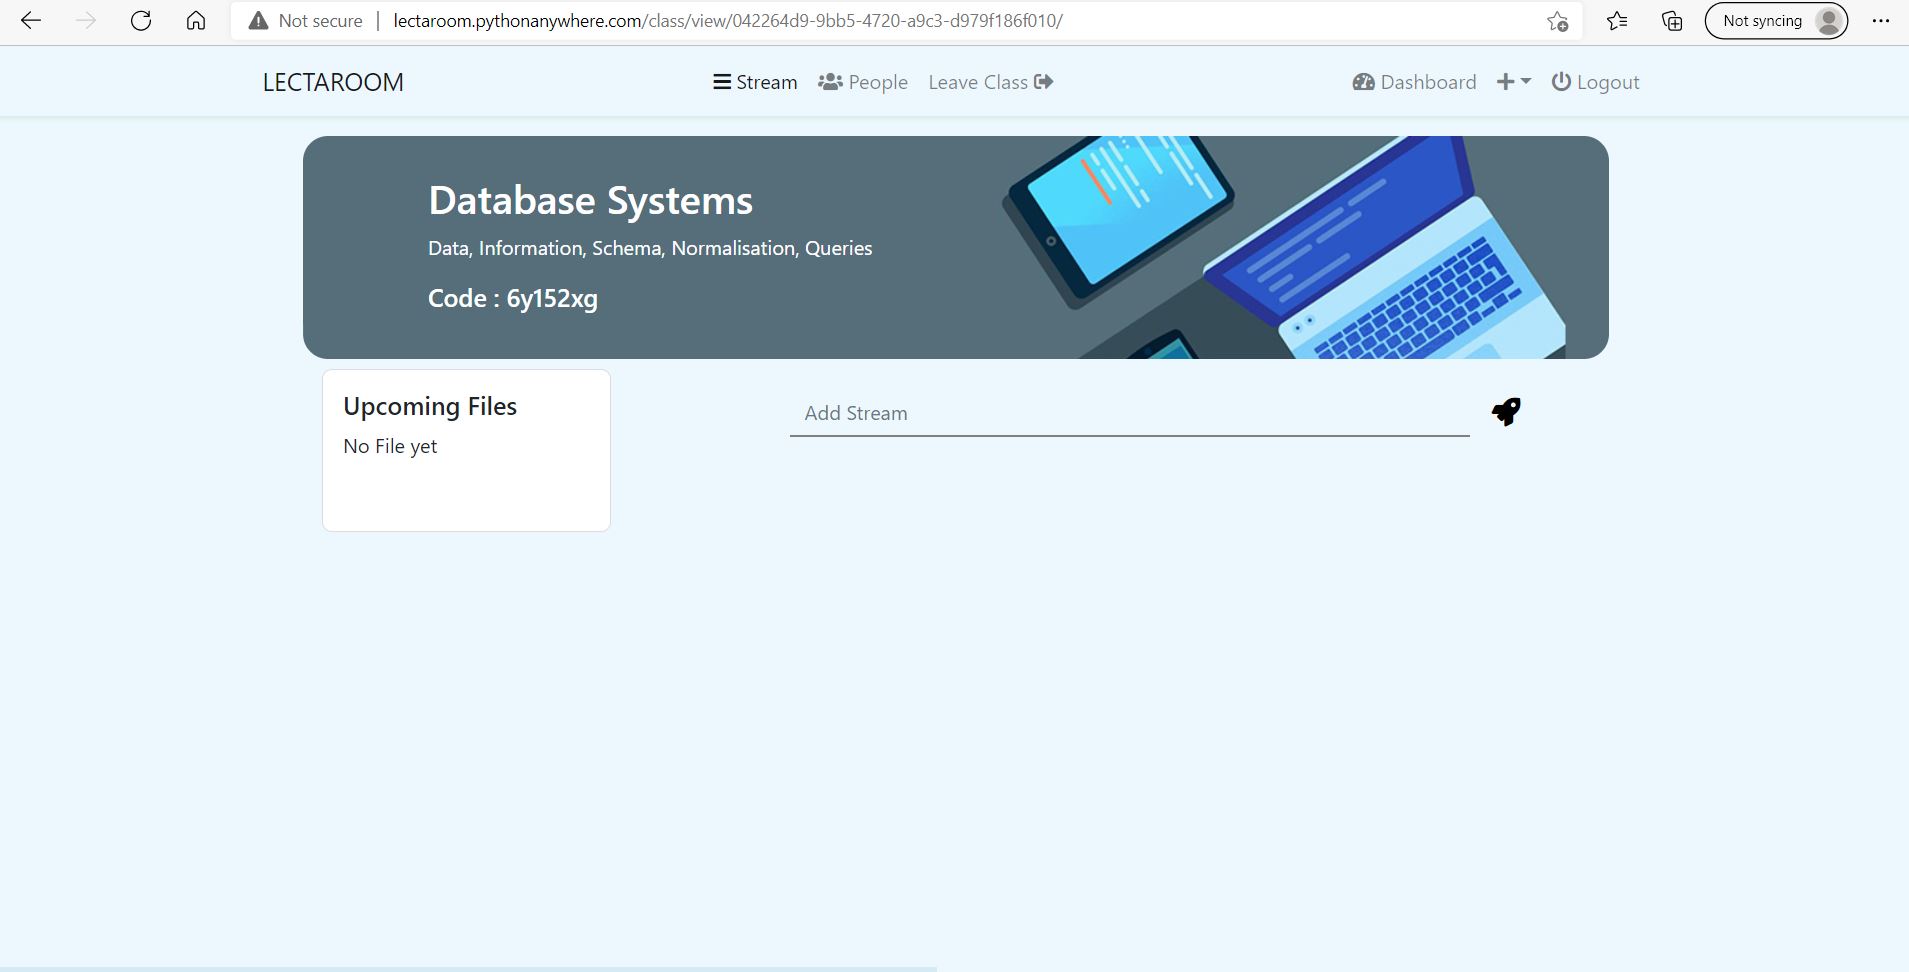 Not secure | lectaroom.pythonanywhere.com/class/view/042264d9-9bb5-4720-a9c3-d979f186f010/
Not syncing
LECTAROOM
Stream People Leave Class
Dashboard + Logout
Database Systems
Data, Information, Schema, Normalisation, Queries
Code : 6y152xg
Upcoming Files
No File yet
Add Stream